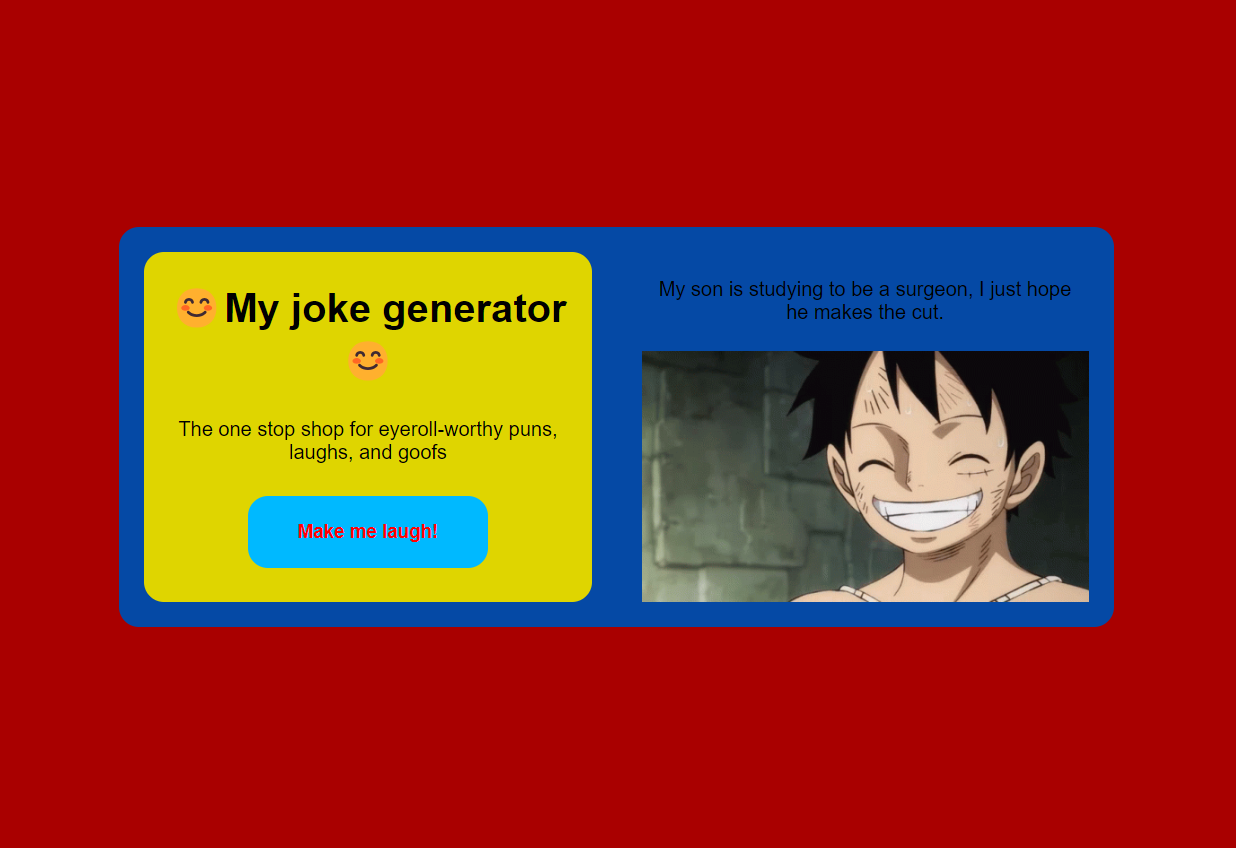 😊 My joke generator
😊
The one stop shop for eyeroll-worthy puns,
laughs, and goofs
Make me laugh!
My son is studying to be a surgeon, I just hope
he makes the cut.